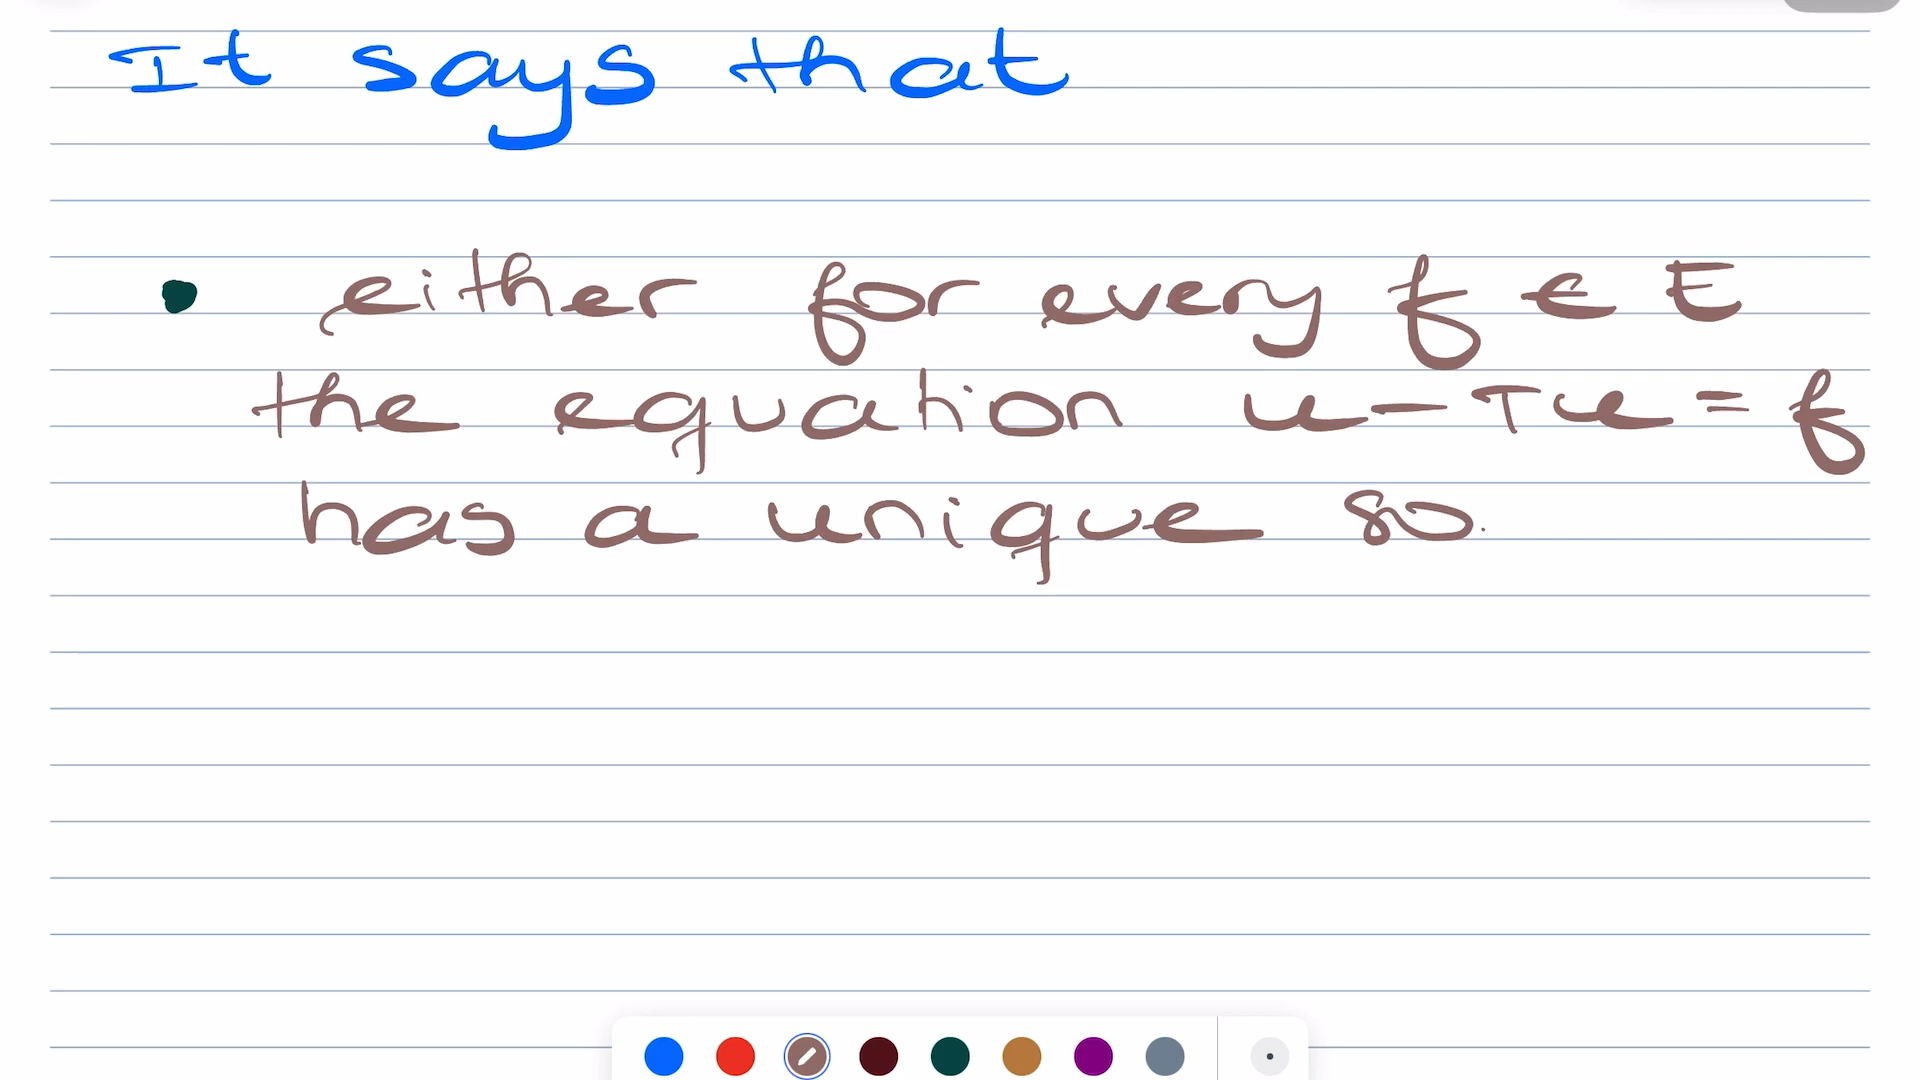 It says that
• either for every f ∈ E
the equation u - Tu = f
has a unique so